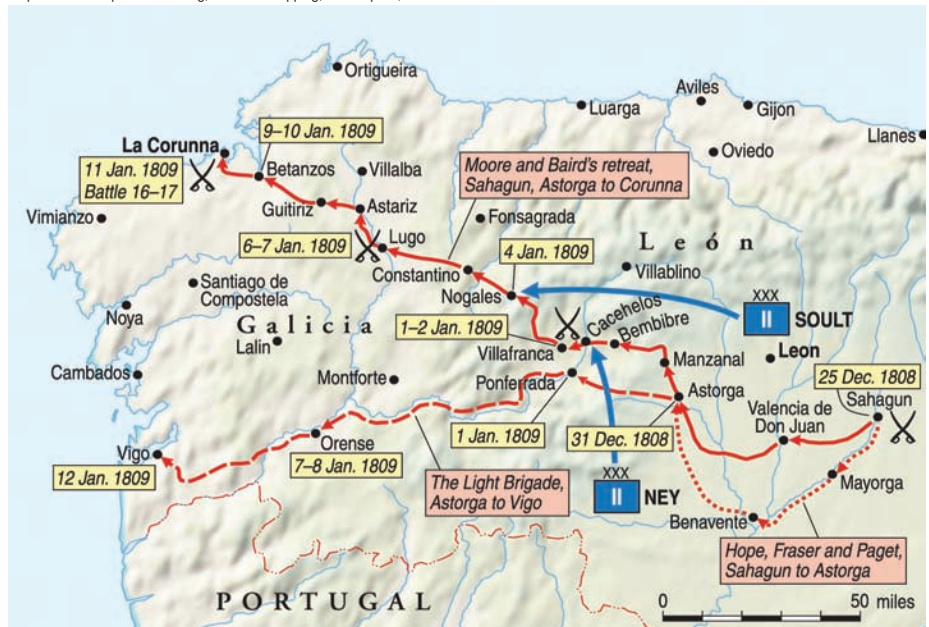 Ortigueira
Aviles
Gijon
Luarga
Llanes
Oviedo
9–10 Jan. 1809
La Corunna
11 Jan. 1809
Battle 16–17
Betanzos
Villalba
Moore and Baird's retreat,
Sahagun, Astorga to Corunna
Guitiriz
Astariz
Vimianzo
Fonsagrada
6–7 Jan. 1809
Lugo
León
4 Jan. 1809
Villablino
Constantino
Santiago de
Compostela
Nogales
Noya
Galicia
XXX
II
SOULT
1–2 Jan. 1809
Cacehelos
Bembibre
Lalin
Villafranca
Manzanal
Leon
Cambados
Montforte
Ponferrada
Astorga
25 Dec. 1808
Sahagun
Valencia de
Don Juan
1 Jan. 1809
31 Dec. 1808
Orense
Vigo
7–8 Jan. 1809
12 Jan. 1809
The Light Brigade,
Astorga to Vigo
XXX
II
NEY
Mayorga
Benavente
Hope, Fraser and Paget,
Sahagun to Astorga
PORTUGAL
0 50 miles